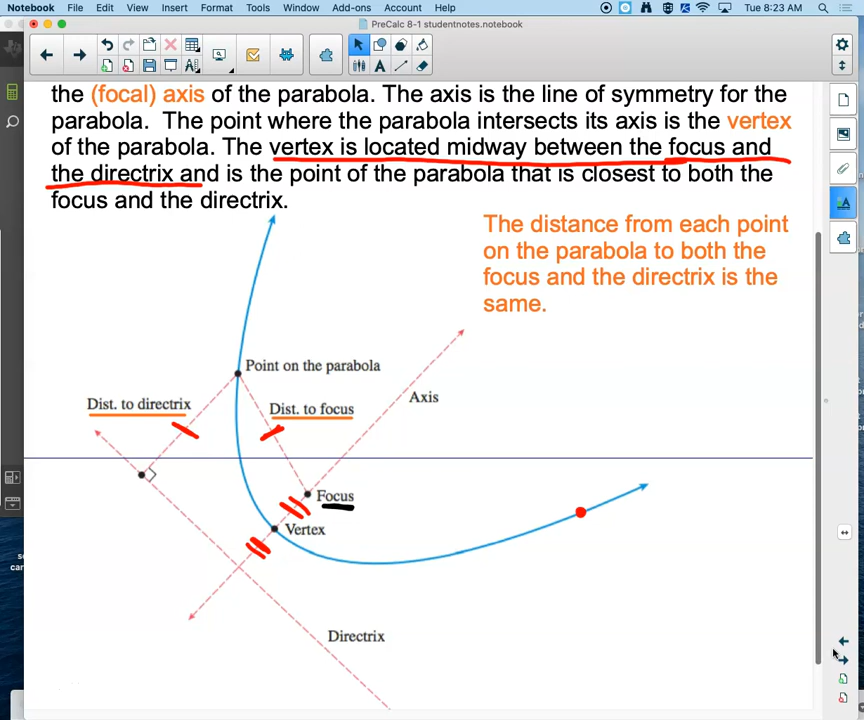 Notebook File Edit View Insert Format Tools Window Add-ons Account Help Tue 8:23 AM
PreCalc 8-1 studentnotes.notebook
the (focal) axis of the parabola. The axis is the line of symmetry for the
parabola. The point where the parabola intersects its axis is the vertex
of the parabola. The vertex is located midway between the focus and
the directrix and is the point of the parabola that is closest to both the
focus and the directrix.
The distance from each point
on the parabola to both the
focus and the directrix is the
same.
Point on the parabola
Dist. to directrix
Dist. to focus
Axis
Focus
Vertex
Directrix